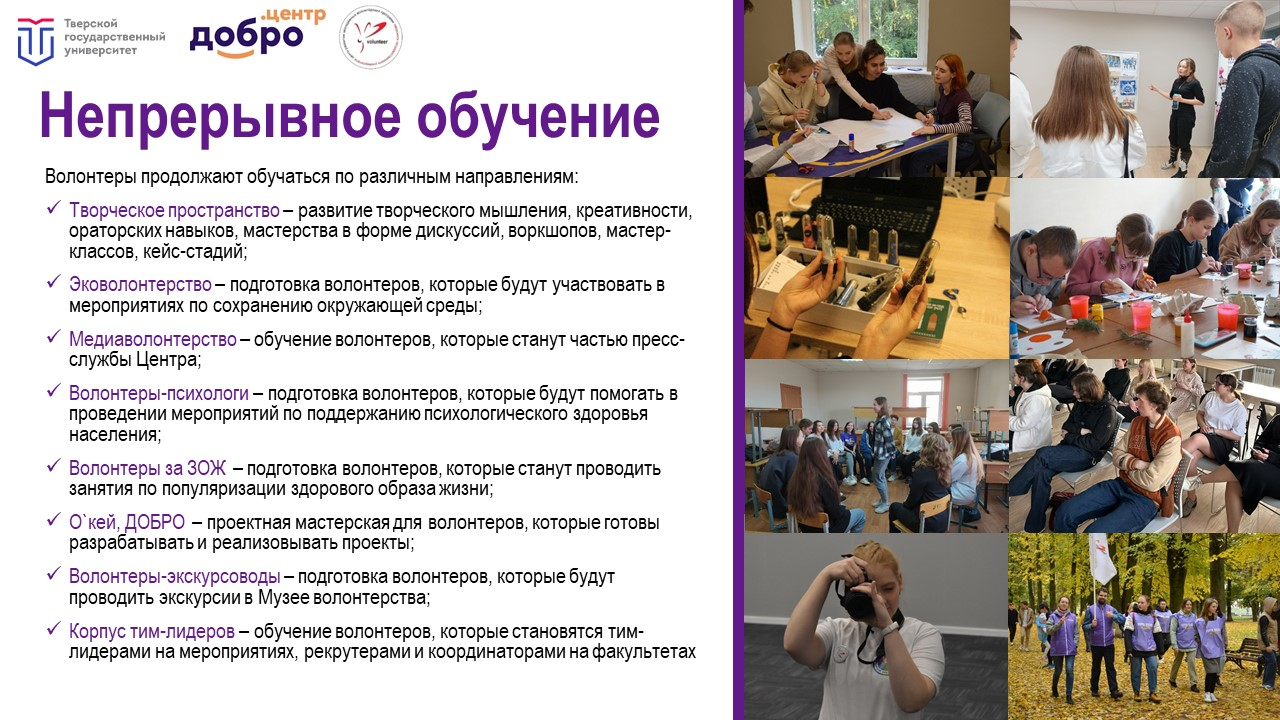 Тверской
государственный
университет
добро.центр
volunteer
Непрерывное обучение
Волонтеры продолжают обучаться по различным направлениям:
✓ Творческое пространство – развитие творческого мышления, креативности,
ораторских навыков, мастерства в форме дискуссий, воркшопов, мастер-
классов, кейс-стадий;
✓ Эковолонтерство – подготовка волонтеров, которые будут участвовать в
мероприятиях по сохранению окружающей среды;
✓ Медиаволонтерство – обучение волонтеров, которые станут частью пресс-
службы Центра;
✓ Волонтеры-психологи – подготовка волонтеров, которые будут помогать в
проведении мероприятий по поддержанию психологического здоровья
населения;
✓ Волонтеры за ЗОЖ – подготовка волонтеров, которые станут проводить
занятия по популяризации здорового образа жизни;
✓ О`кей, ДОБРО – проектная мастерская для волонтеров, которые готовы
разрабатывать и реализовывать проекты;
✓ Волонтеры-экскурсоводы – подготовка волонтеров, которые будут
проводить экскурсии в Музее волонтерства;
✓ Корпус тим-лидеров – обучение волонтеров, которые становятся тим-
лидерами на мероприятиях, рекрутерами и координаторами на факультетах